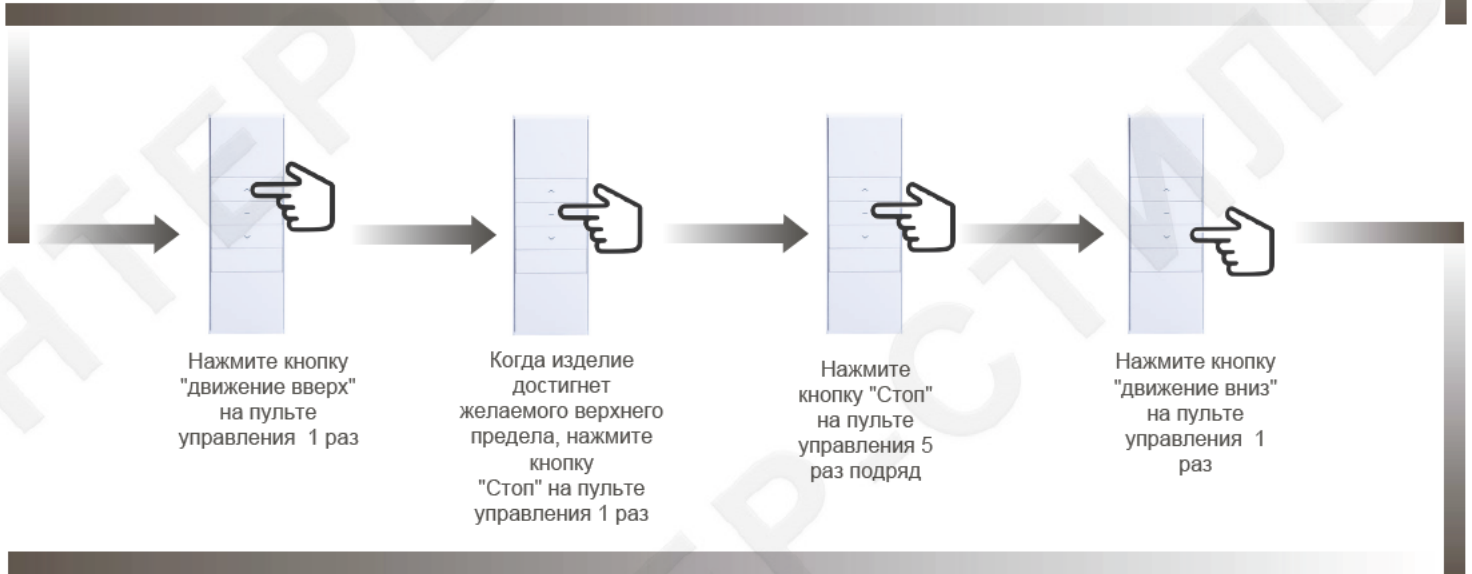 Нажмите кнопку
"движение вверх"
на пульте
управления 1 раз
Когда изделие
достигнет
желаемого верхнего
предела, нажмите
кнопку
"Стоп" на пульте
управления 1 раз
Нажмите
кнопку "Стоп"
на пульте
управления 5
раз подряд
Нажмите кнопку
"движение вниз"
на пульте
управления 1
раз